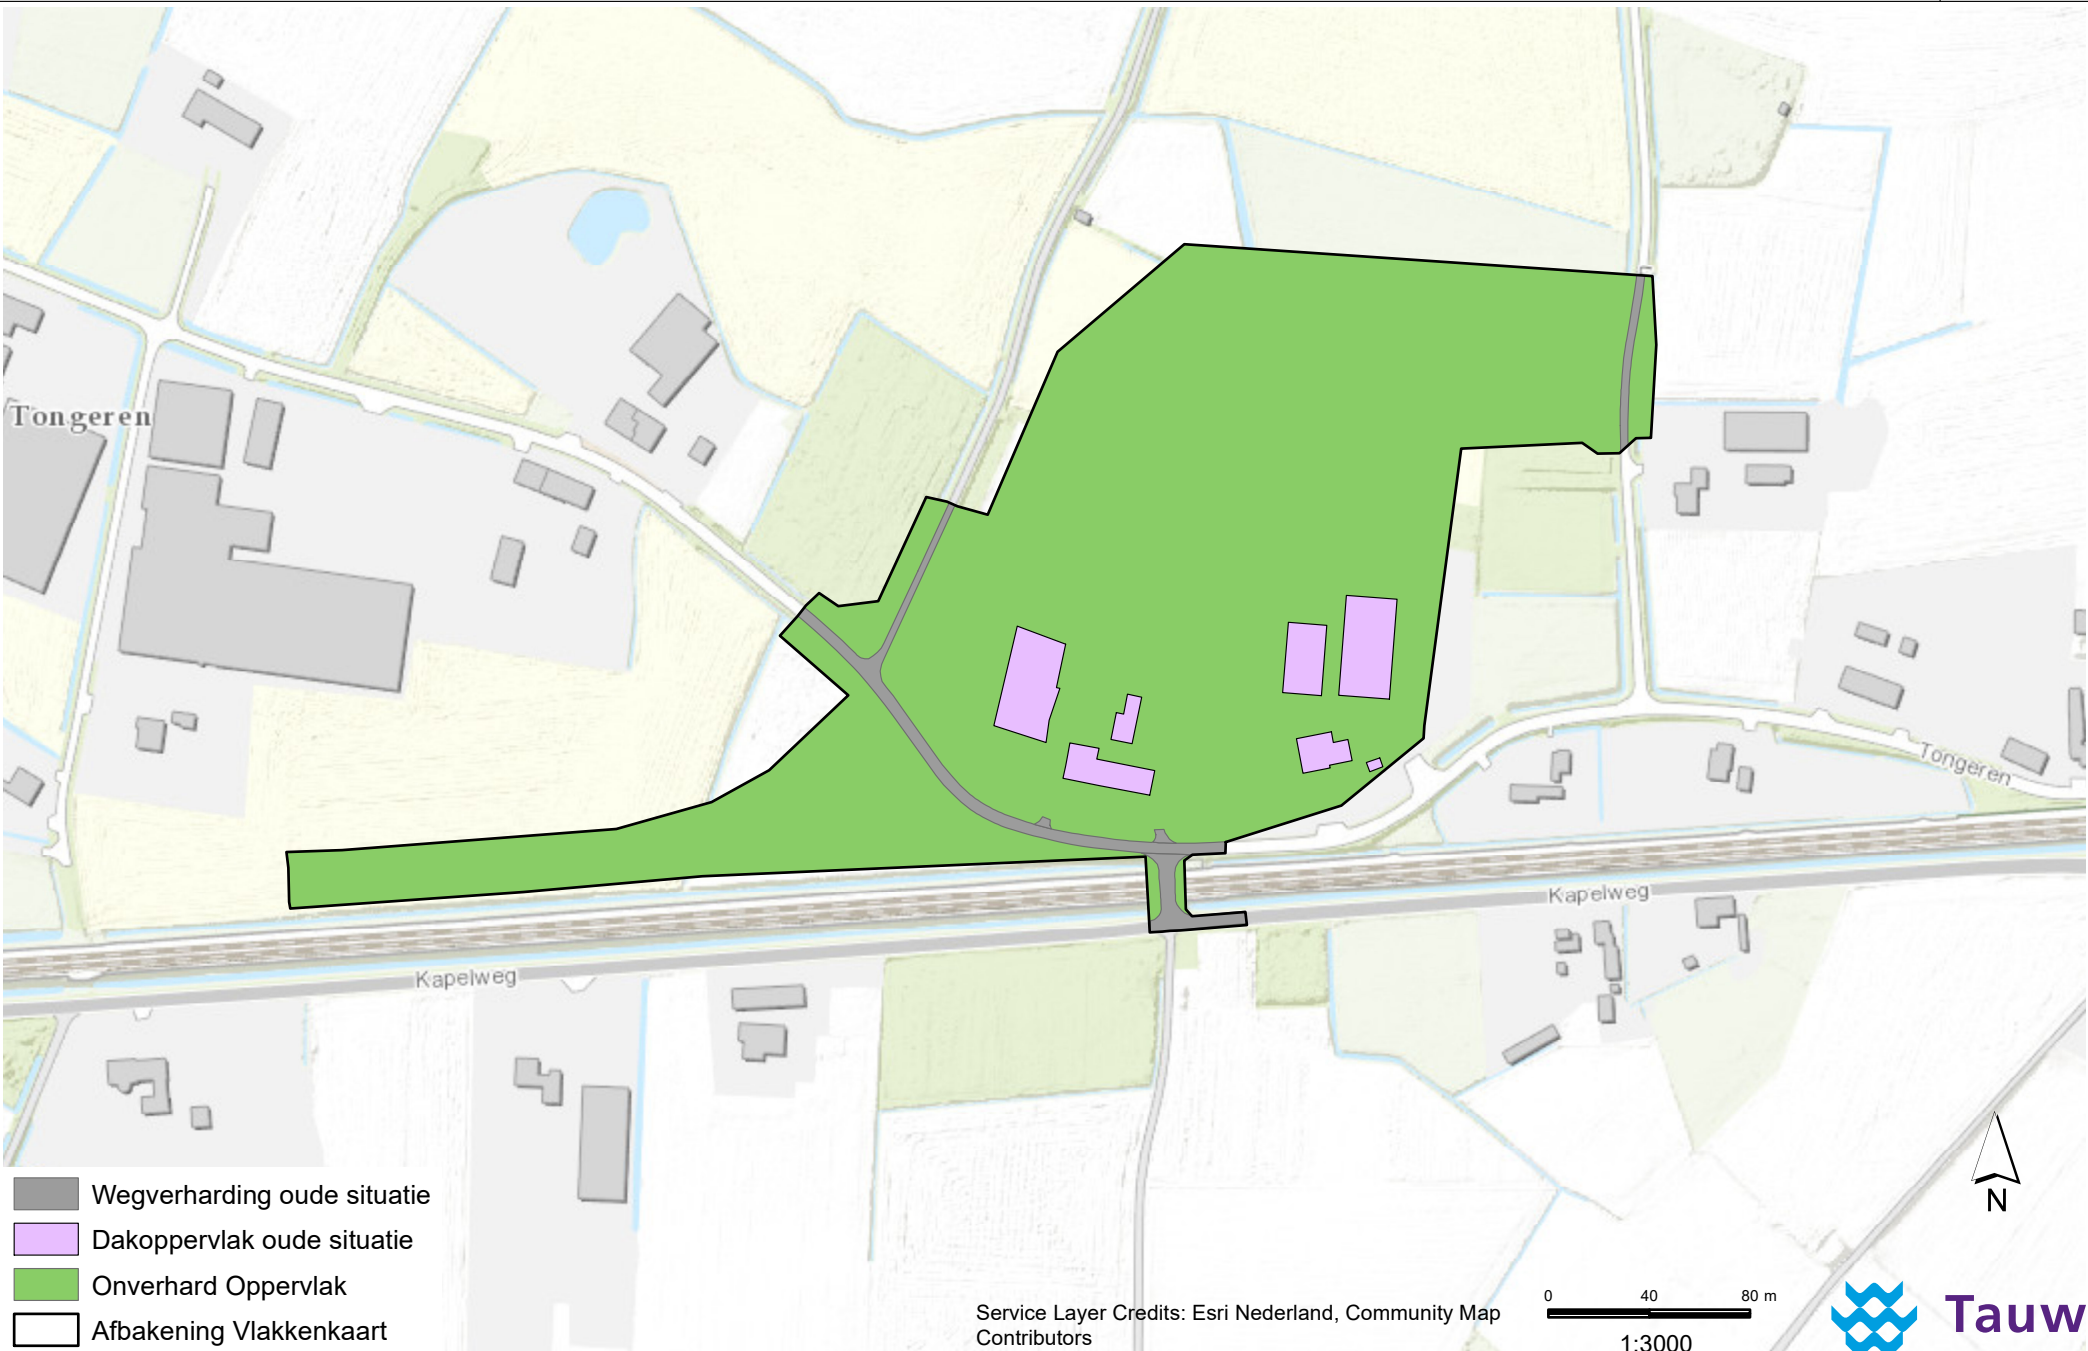 Tongeren
Tongeren
Kapelweg
Kapelweg
Wegverharding oude situatie
Dakoppervlak oude situatie
Onverhard Oppervlak
Afbakening Vlakkenkaart
Service Layer Credits: Esri Nederland, Community Map
Contributors
0 40 80 m
1:3000
N
Tauw